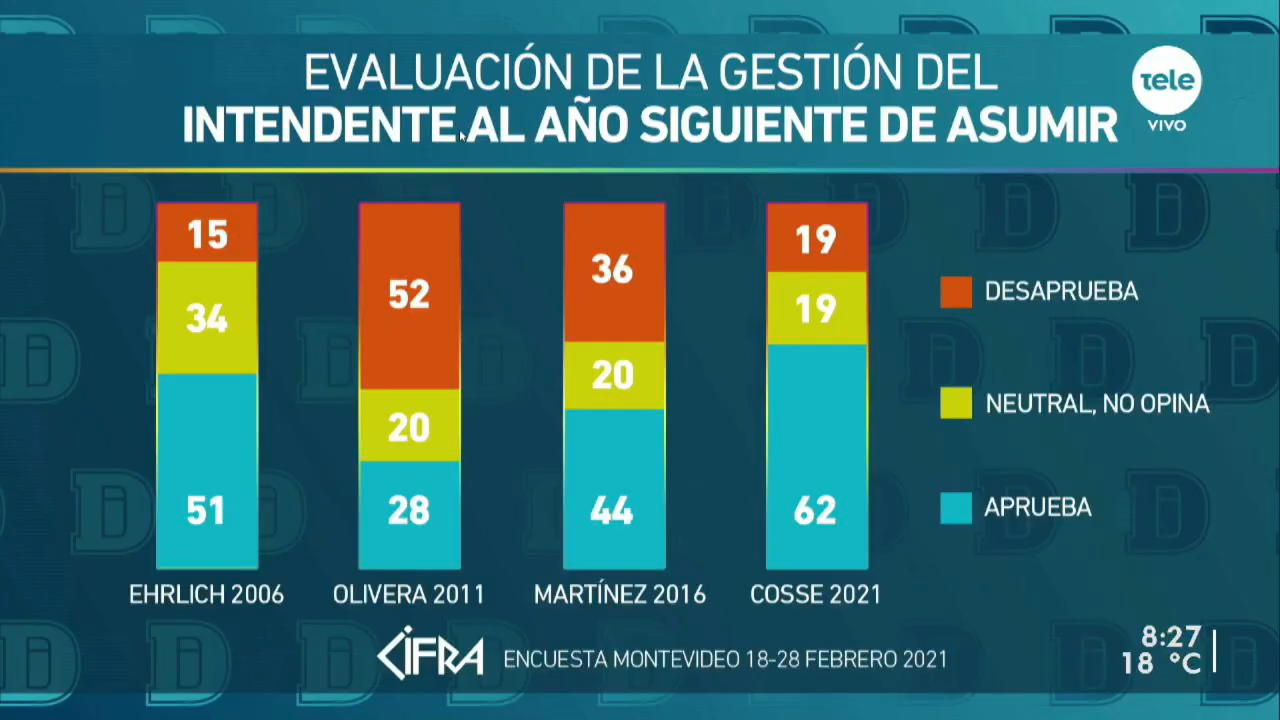 EVALUACIÓN DE LA GESTIÓN DEL
INTENDENTE AL AÑO SIGUIENTE DE ASUMIR
tele
VIVO
15
34
51
52
20
28
36
20
44
19
19
62
DESAPRUEBA
NEUTRAL, NO OPINA
APRUEBA
EHRLICH 2006
OLIVERA 2011
MARTÍNEZ 2016
COSSE 2021
CIFRA
ENCUESTA MONTEVIDEO 18-28 FEBRERO 2021
8:27
18 °C